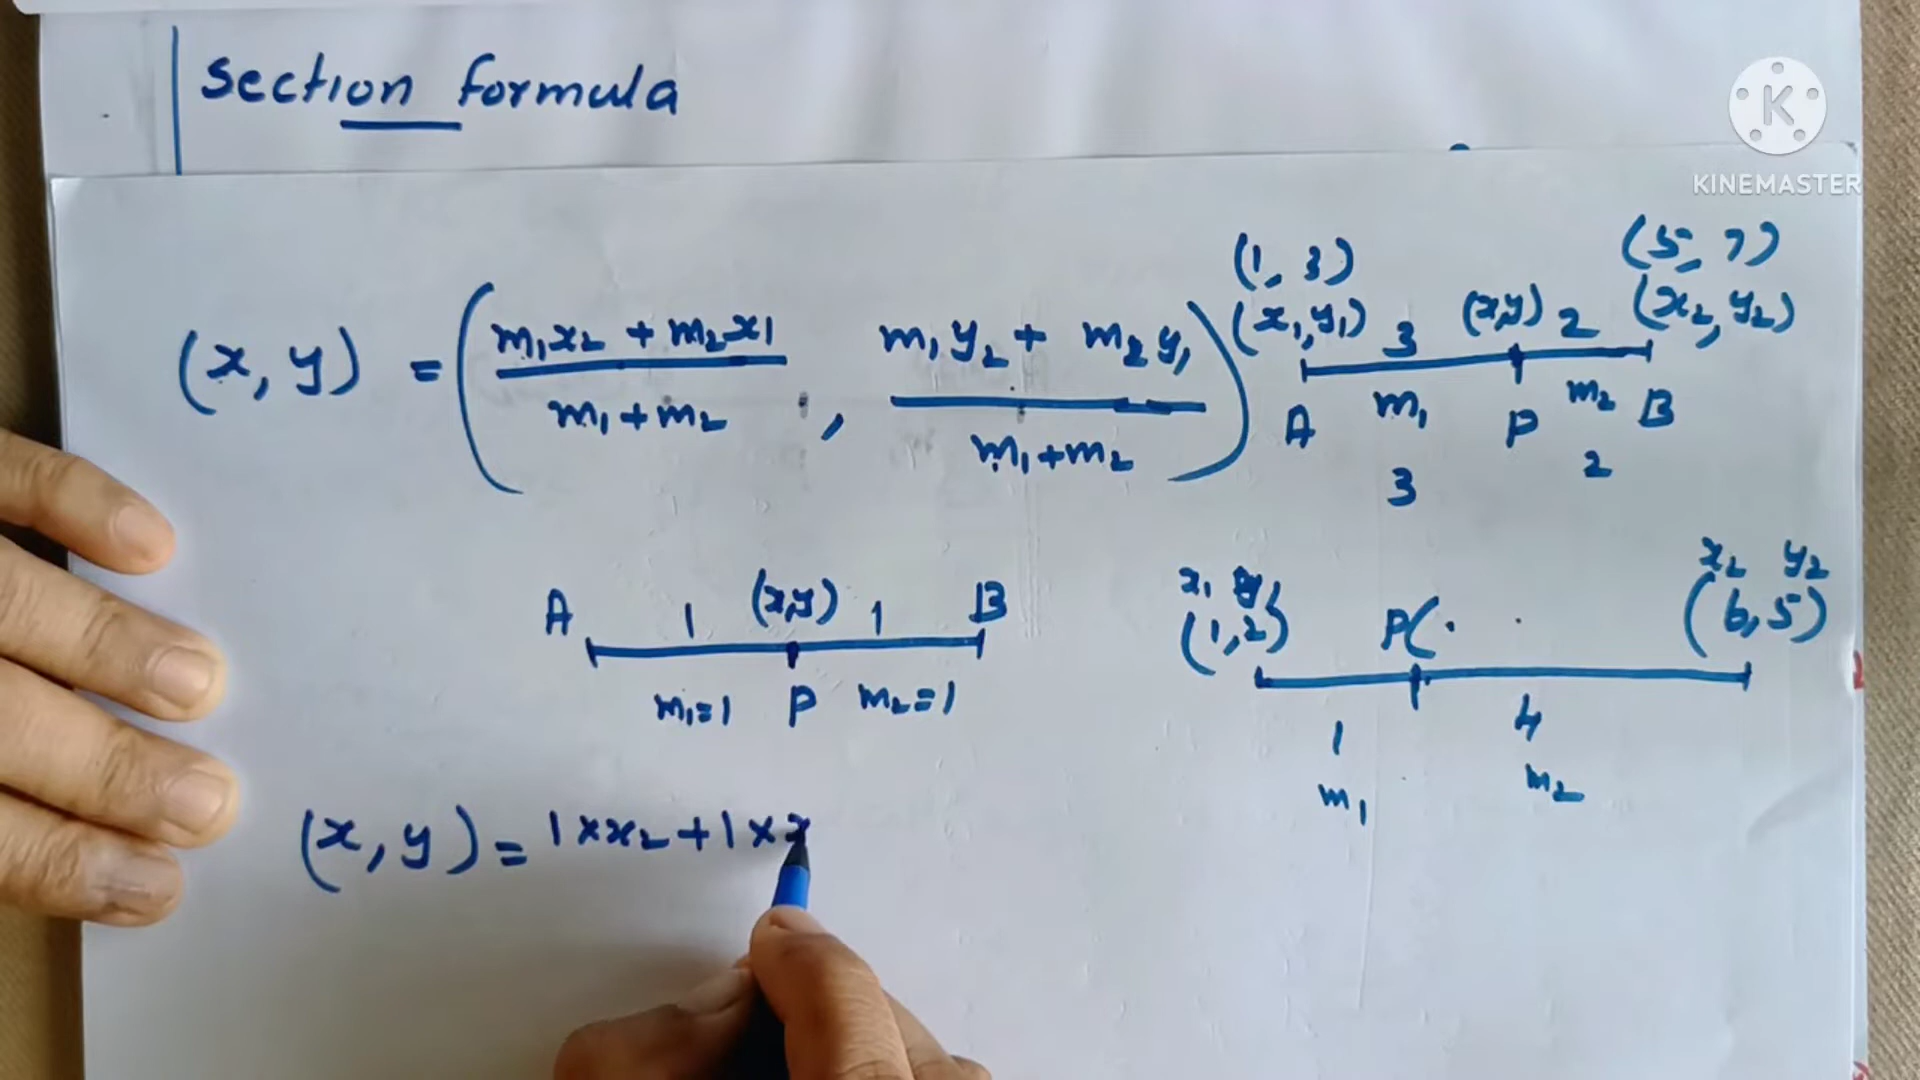 Section formula
K
KINEMASTER
(x, y) = ( m₁x₂ + m₂x₁ / m₁ + m₂ , m₁y₂ + m₂y₁ / m₁ + m₂ )
(1, 3) (5, 7)
(x₁, y₁) 3 (x,y) 2 (x₂, y₂)
A m₁ P m₂ B
3 2
A 1 (x,y) 1 B
m₁=1 P m₂=1
x₁ y₁ x₂ y₂
(1,2) P( (6,5)
1 4
m₁ m₂
(x, y) = 1×x₂ + 1×x